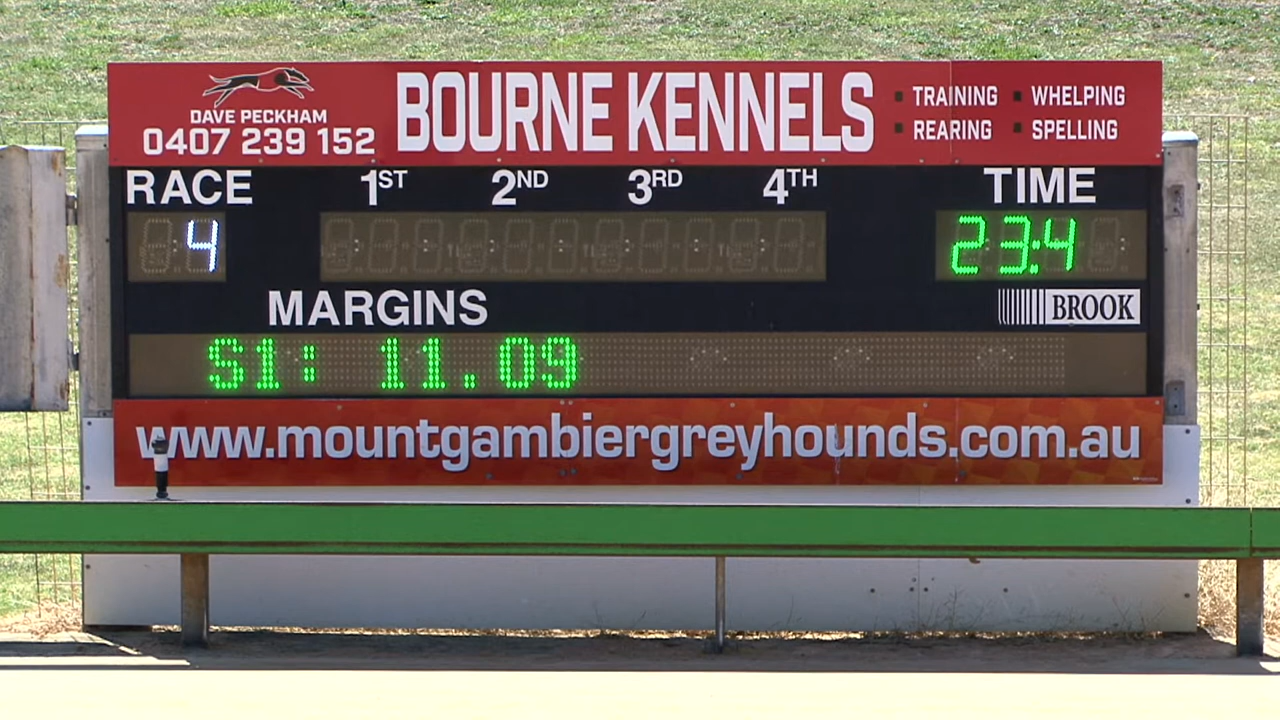 DAVE PECKHAM
0407 239 152
BOURNE KENNELS
TRAINING WHELPING
REARING SPELLING
RACE 1ST 2ND 3RD 4TH TIME
4 23:4
MARGINS
BROOK
S1: 11.09
www.mountgambiergreyhounds.com.au